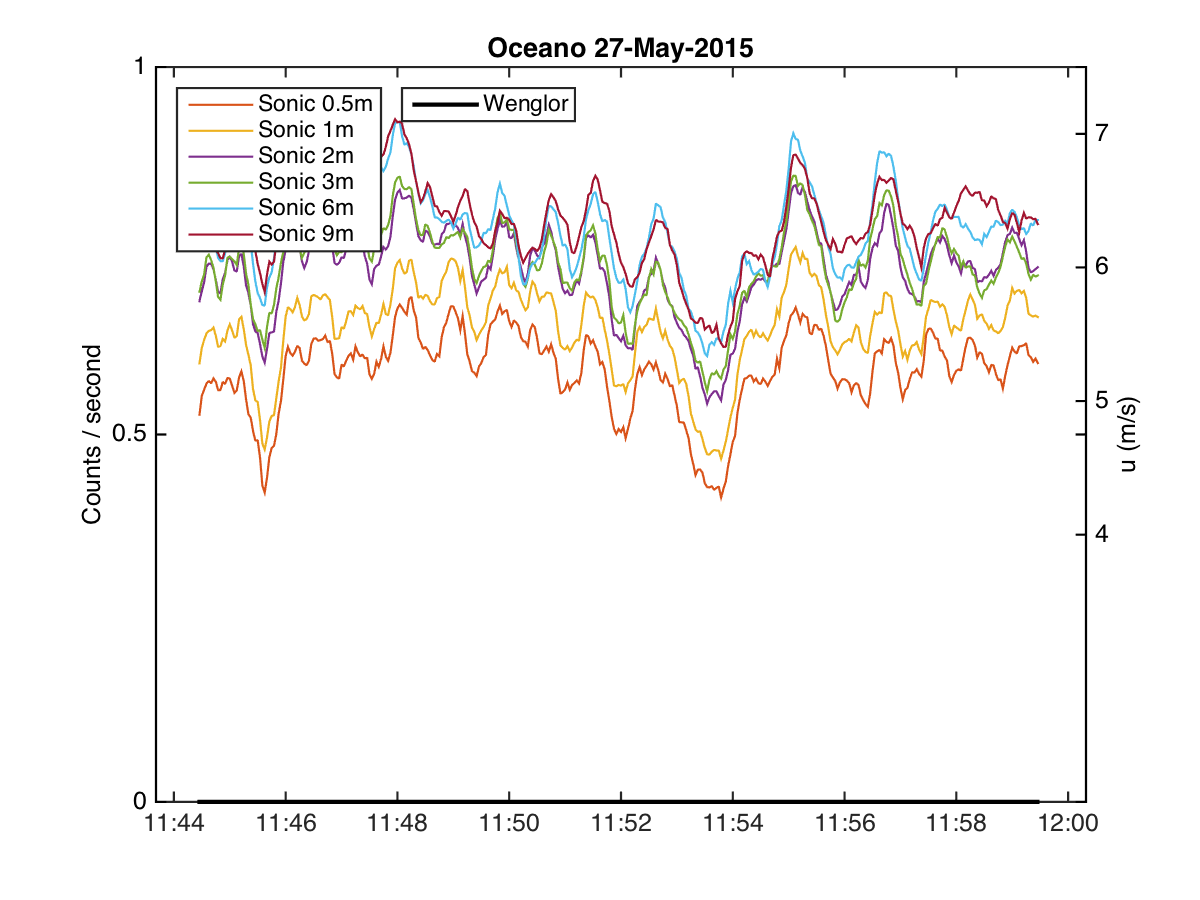 Oceano 27-May-2015
1
0.5
0
Counts / second
Sonic 0.5m
Sonic 1m
Sonic 2m
Sonic 3m
Sonic 6m
Sonic 9m
Wenglor
7
6
5
4
u (m/s)
11:44 11:46 11:48 11:50 11:52 11:54 11:56 11:58 12:00